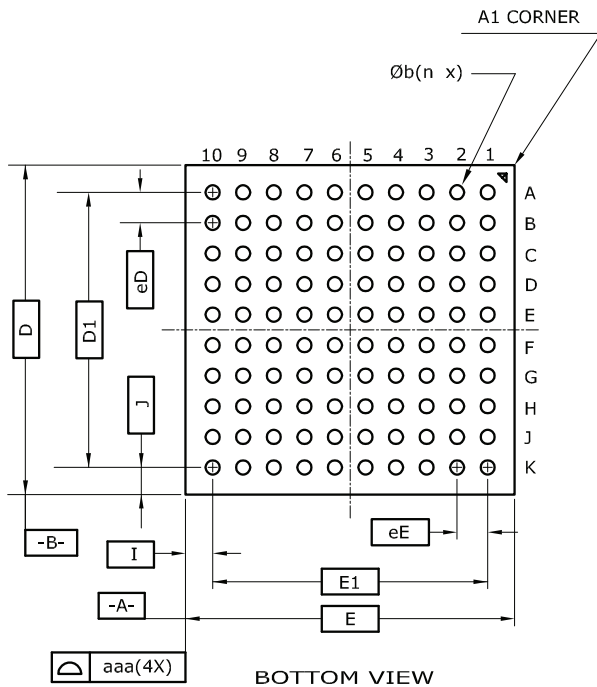 A1 CORNER
Øb(n x)
10 9 8 7 6 5 4 3 2 1
A
B
C
D
E
F
G
H
J
K
eD
D
D1
J
-B-
I
eE
E1
-A-
E
aaa(4X)
BOTTOM VIEW